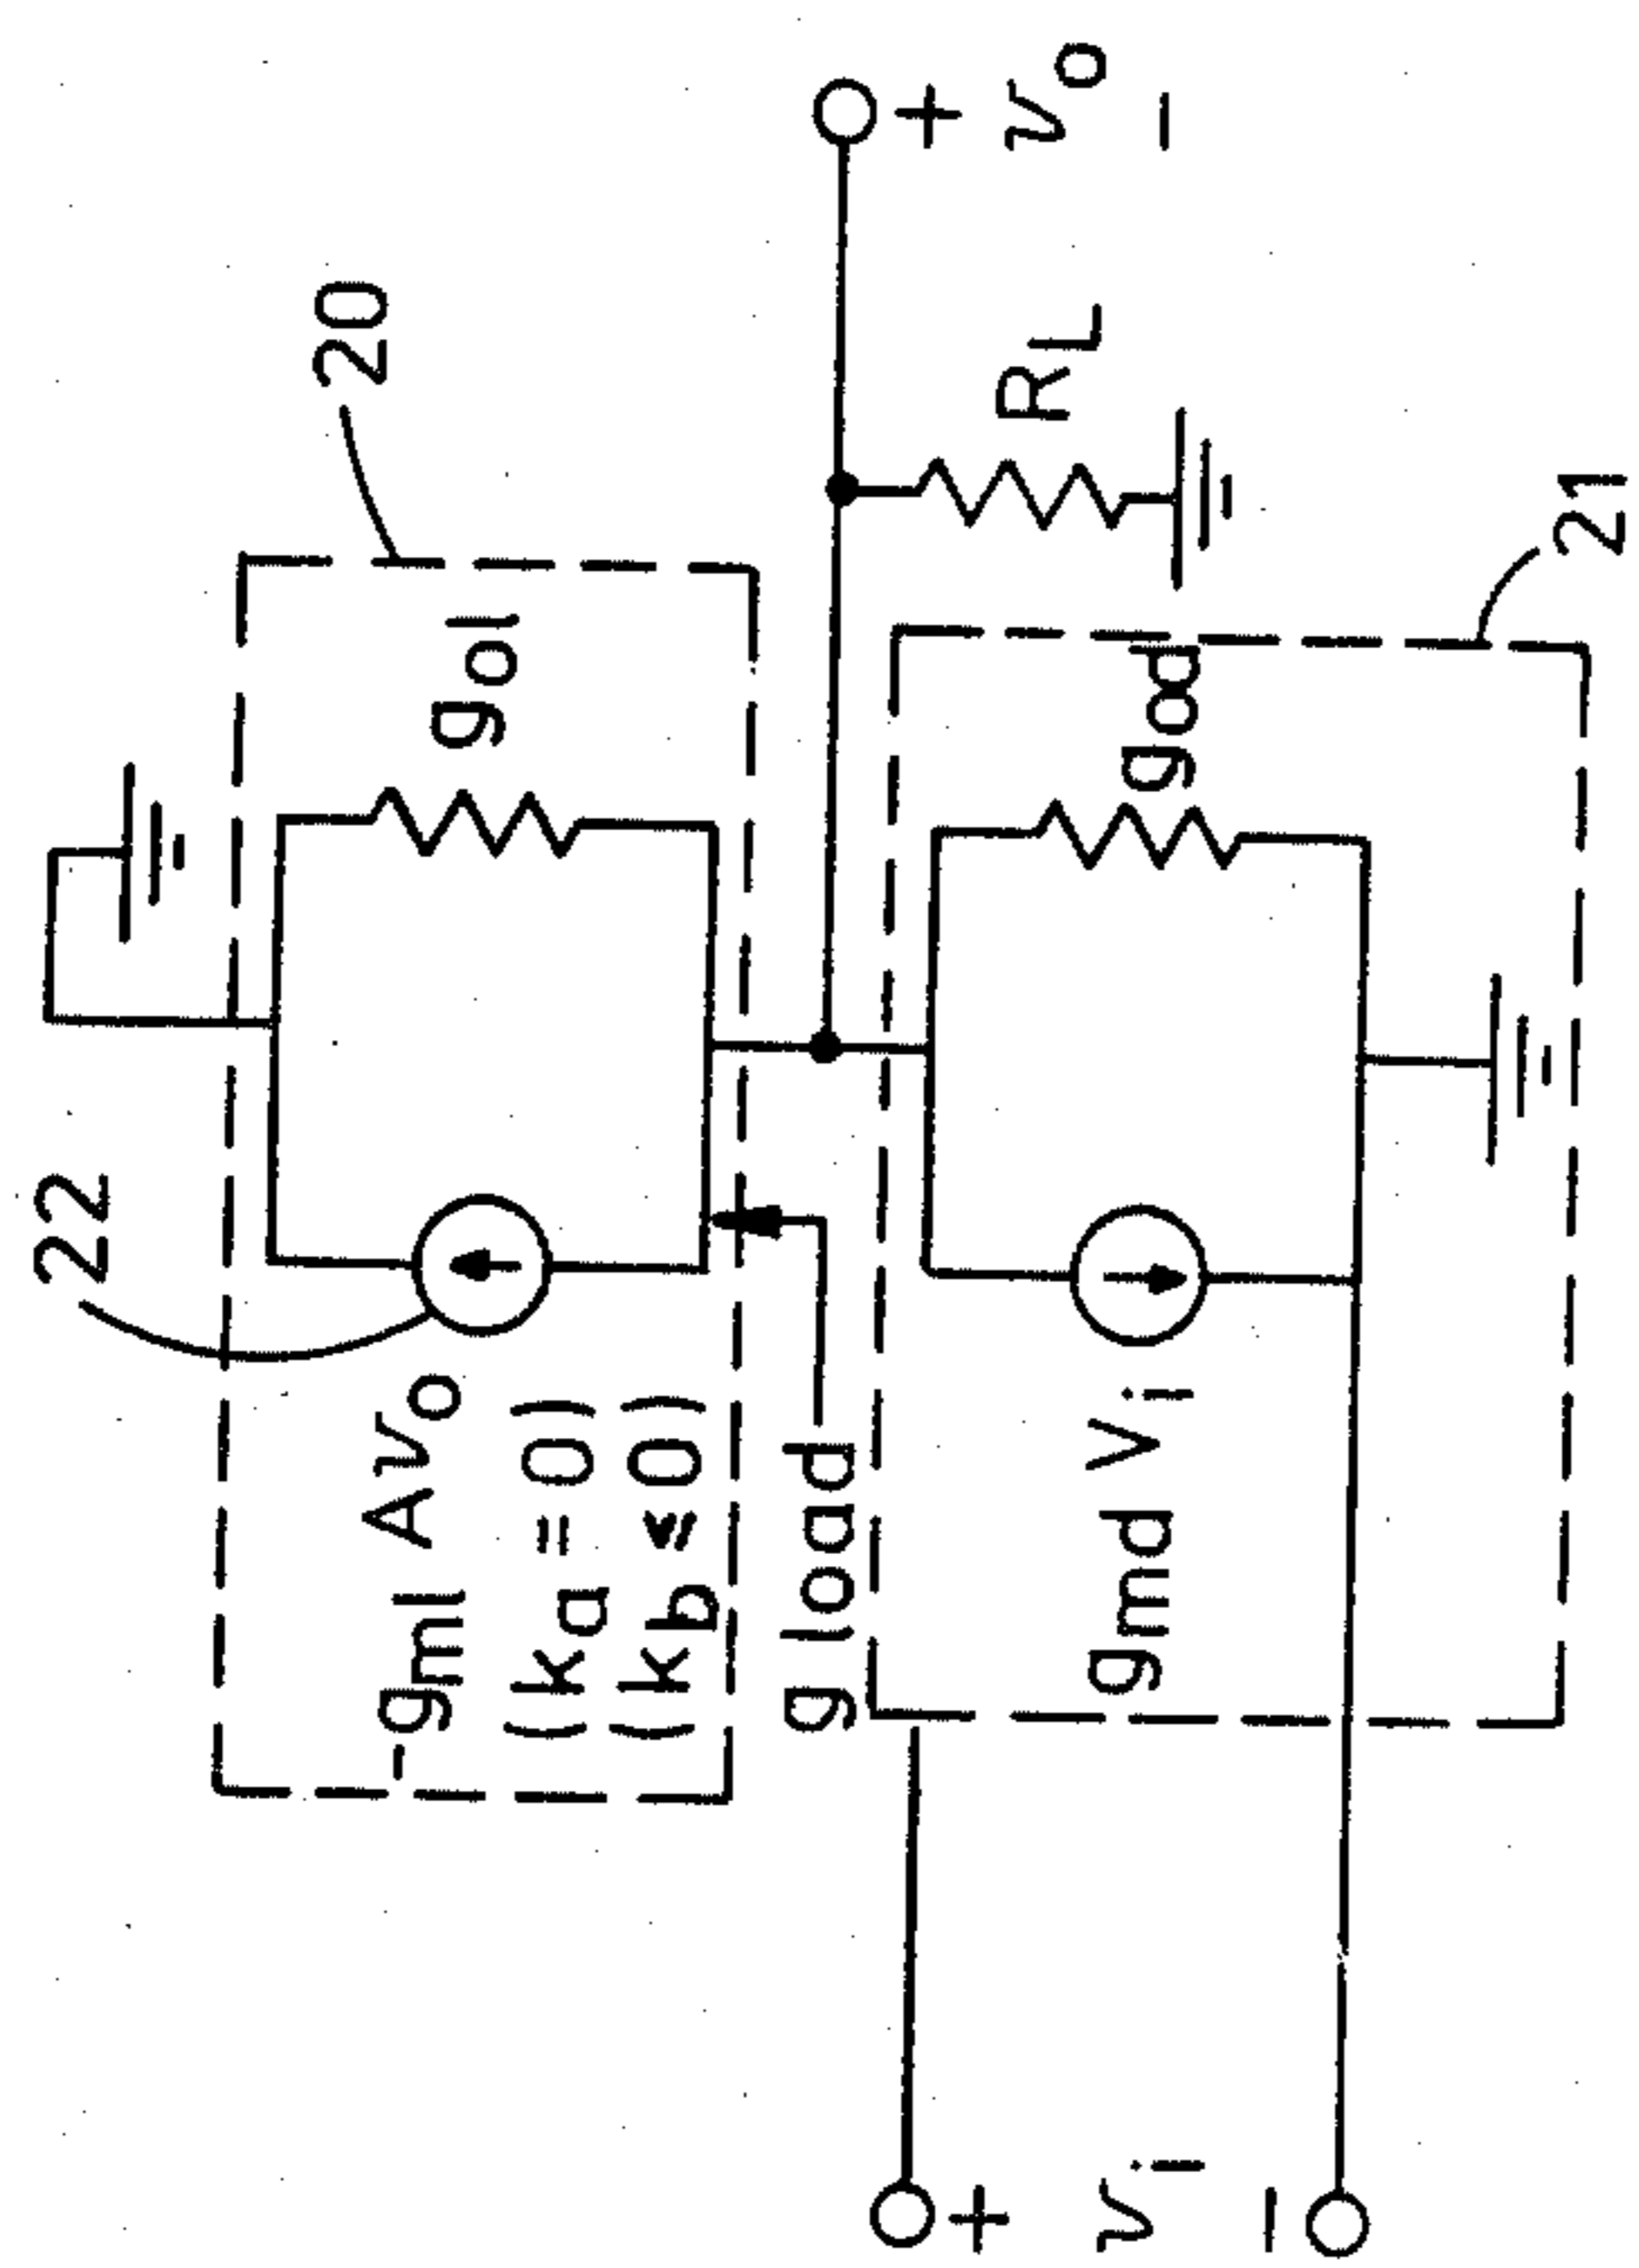 22
20
-gml Avo
gol
(ka = 0)
(kb ≤ 0)
g load
+
vi
−
gmd Vi
god
RL
+
vo
−
21